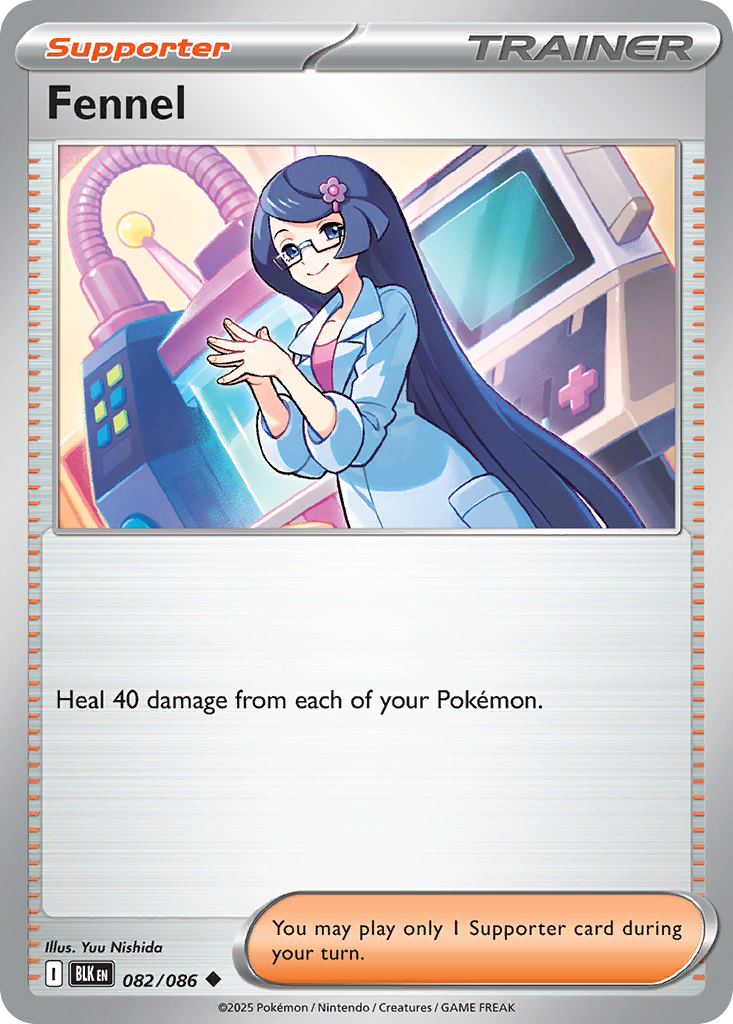 Supporter
TRAINER
Fennel
Heal 40 damage from each of your Pokémon.
You may play only 1 Supporter card during
your turn.
Illus. Yuu Nishida
I BLK EN 082/086 ◆
©2025 Pokémon / Nintendo / Creatures / GAME FREAK